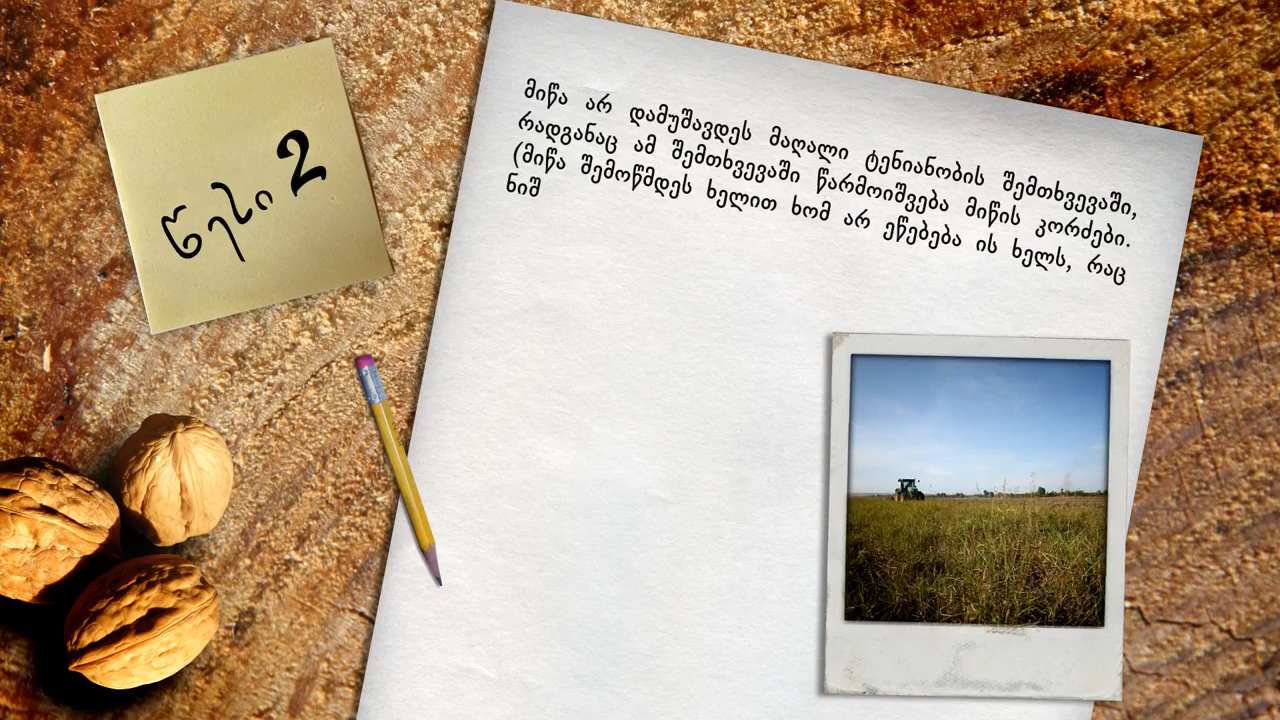 წესი 2
მიწა არ დამუშავდეს მაღალი ტენიანობის შემთხვევაში,
რადგანაც ამ შემთხვევაში წარმოიშვება მიწის კორძები.
(მიწა შემოწმდეს ხელით ხომ არ ეწებება ის ხელს, რაც
ნიშ